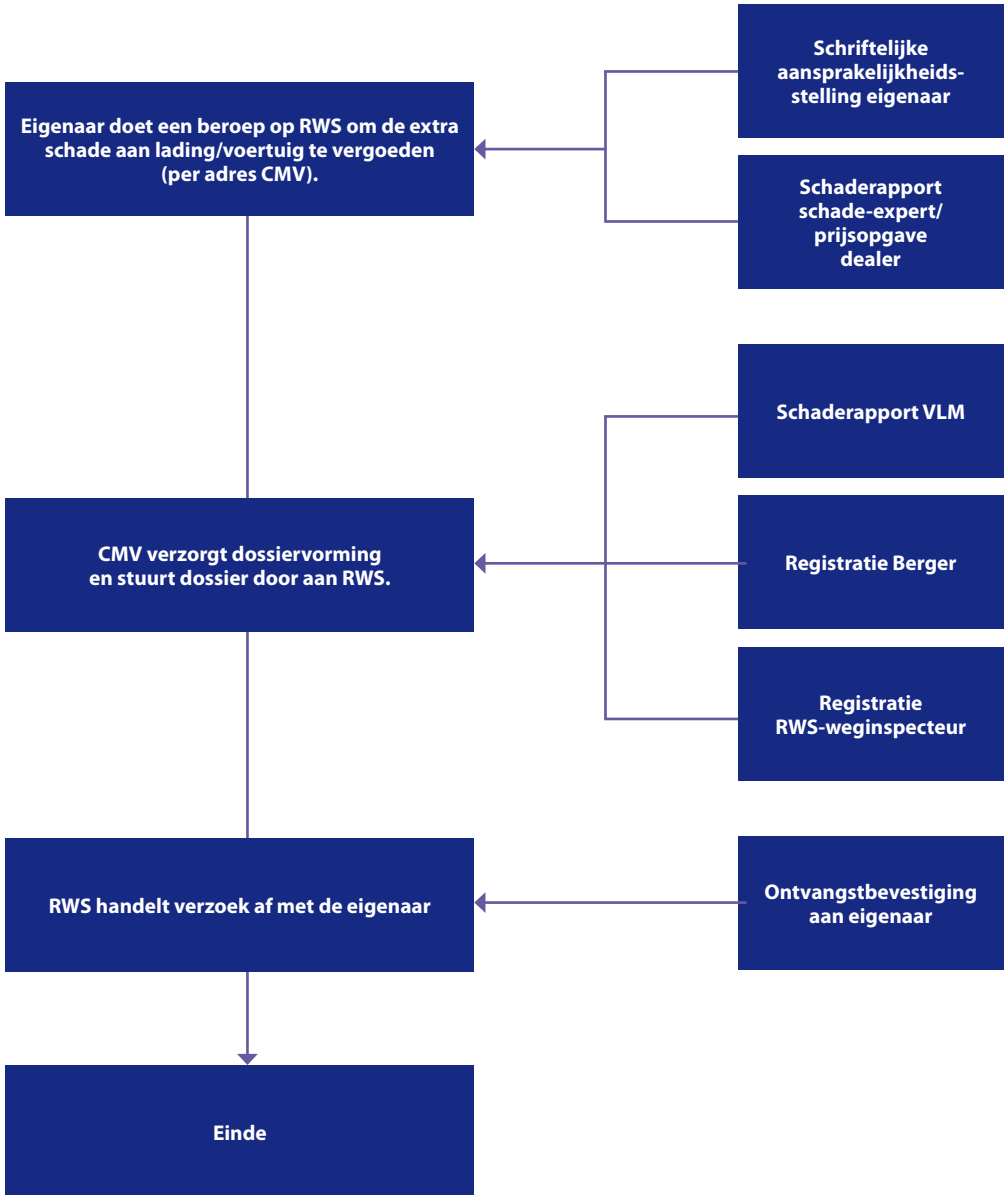 Eigenaar doet een beroep op RWS om de extra
schade aan lading/voertuig te vergoeden
(per adres CMV).
Schriftelijke
aansprakelijkheids-
stelling eigenaar
Schaderapport
schade-expert/
prijsopgave
dealer
CMV verzorgt dossiervorming
en stuurt dossier door aan RWS.
Schaderapport VLM
Registratie Berger
Registratie
RWS-weginspecteur
RWS handelt verzoek af met de eigenaar
Ontvangstbevestiging
aan eigenaar
Einde